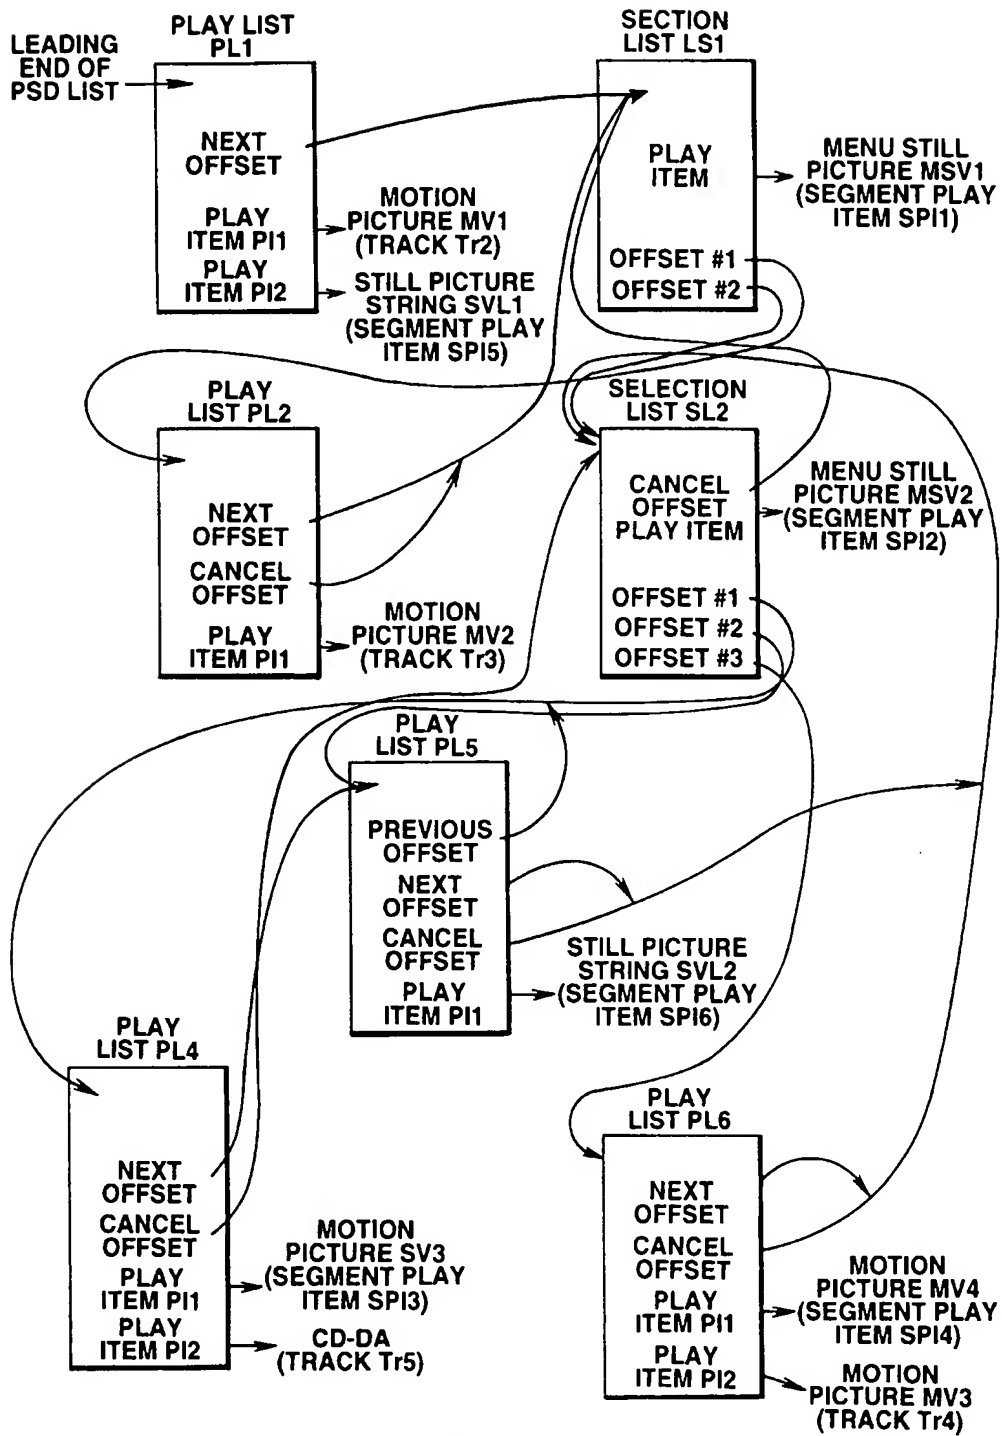 LEADING
END OF
PSD LIST
PLAY LIST
PL1
NEXT
OFFSET
PLAY
ITEM PI1
PLAY
ITEM PI2
MOTION
PICTURE MV1
(TRACK Tr2)
STILL PICTURE
STRING SVL1
(SEGMENT PLAY
ITEM SPI5)
SECTION
LIST LS1
PLAY
ITEM
OFFSET #1
OFFSET #2
MENU STILL
PICTURE MSV1
(SEGMENT PLAY
ITEM SPI1)
PLAY
LIST PL2
NEXT
OFFSET
CANCEL
OFFSET
PLAY
ITEM PI1
MOTION
PICTURE MV2
(TRACK Tr3)
SELECTION
LIST SL2
CANCEL
OFFSET
PLAY ITEM
OFFSET #1
OFFSET #2
OFFSET #3
MENU STILL
PICTURE MSV2
(SEGMENT PLAY
ITEM SPI2)
PLAY
LIST PL5
PREVIOUS
OFFSET
NEXT
OFFSET
CANCEL
OFFSET
PLAY
ITEM PI1
STILL PICTURE
STRING SVL2
(SEGMENT PLAY
ITEM SPI6)
PLAY
LIST PL4
NEXT
OFFSET
CANCEL
OFFSET
PLAY
ITEM PI1
PLAY
ITEM PI2
MOTION
PICTURE SV3
(SEGMENT PLAY
ITEM SPI3)
CD-DA
(TRACK Tr5)
PLAY
LIST PL6
NEXT
OFFSET
CANCEL
OFFSET
PLAY
ITEM PI1
PLAY
ITEM PI2
MOTION
PICTURE MV4
(SEGMENT PLAY
ITEM SPI4)
MOTION
PICTURE MV3
(TRACK Tr4)